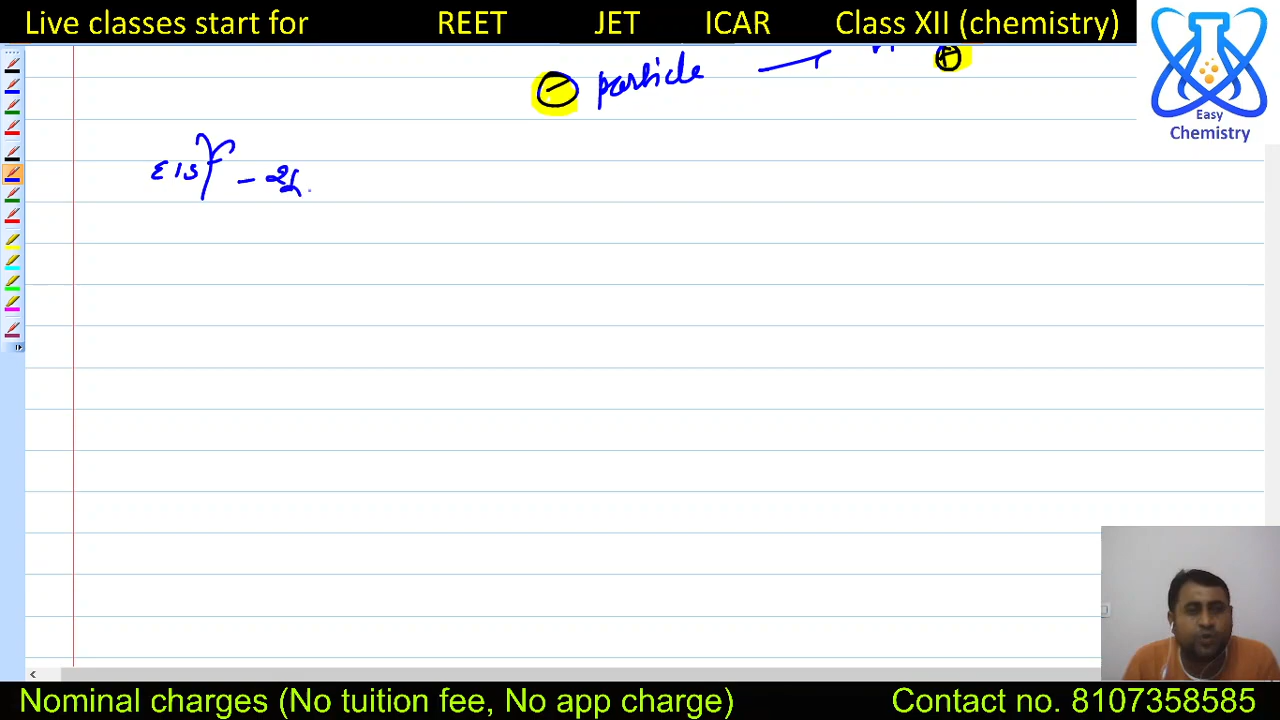 Live classes start for REET JET ICAR Class XII (chemistry)
Easy
Chemistry
particle
Nominal charges (No tuition fee, No app charge) Contact no. 8107358585